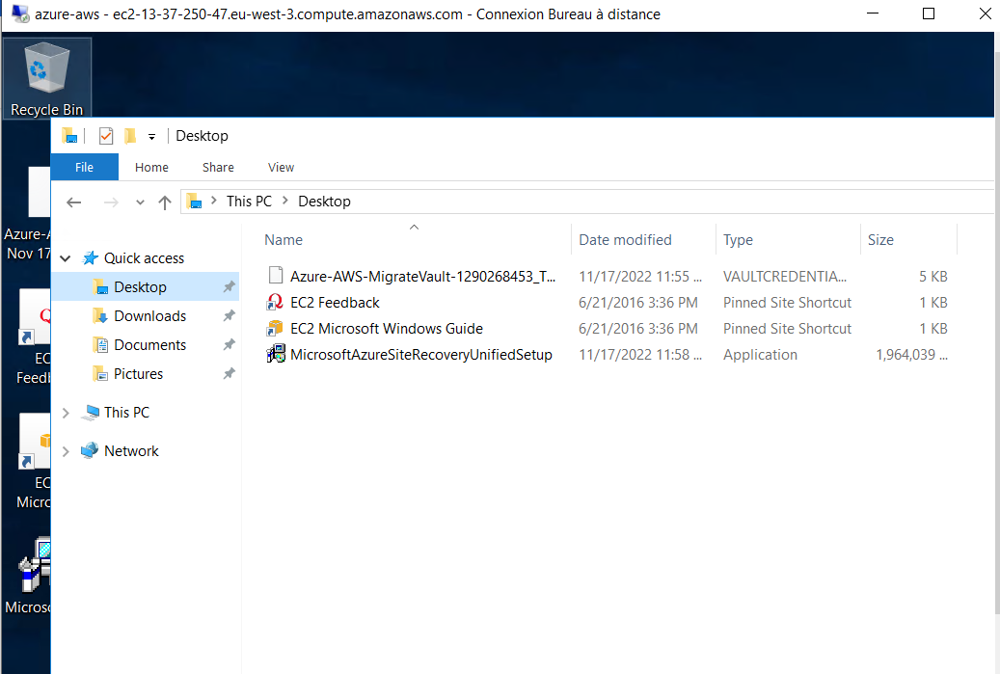 azure-aws - ec2-13-37-250-47.eu-west-3.compute.amazonaws.com - Connexion Bureau à distance
Recycle Bin
Desktop
File Home Share View
This PC > Desktop
Name Date modified Type Size
Azure-A
Nov 17
Quick access
Desktop
Downloads
Documents
Pictures
This PC
Network
Azure-AWS-MigrateVault-1290268453_T... 11/17/2022 11:55 ... VAULTCREDENTIA... 5 KB
EC2 Feedback 6/21/2016 3:36 PM Pinned Site Shortcut 1 KB
EC2 Microsoft Windows Guide 6/21/2016 3:36 PM Pinned Site Shortcut 1 KB
MicrosoftAzureSiteRecoveryUnifiedSetup 11/17/2022 11:58 ... Application 1,964,039 ...
EC
Feedb
EC
Micro
Microso